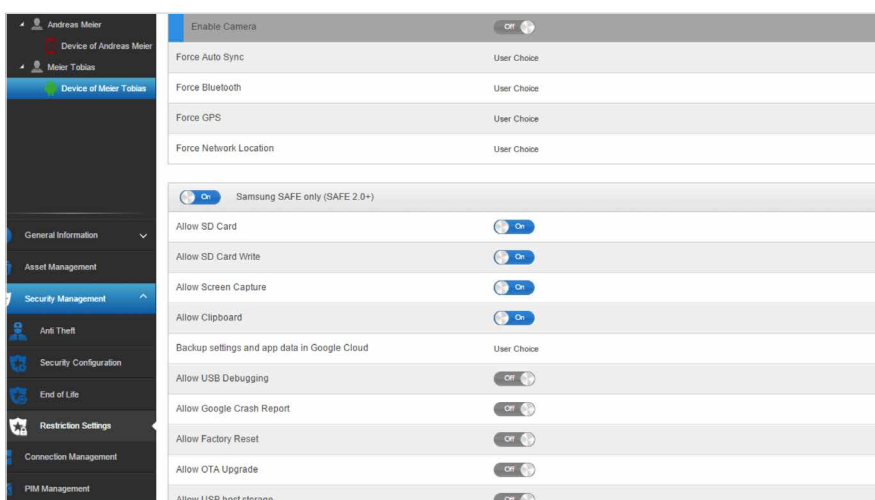 Andreas Meier
Device of Andreas Meier
Meier Tobias
Device of Meier Tobias
General Information
Asset Management
Security Management
Anti Theft
Security Configuration
End of Life
Restriction Settings
Connection Management
PIM Management
Enable Camera Off
Force Auto Sync User Choice
Force Bluetooth User Choice
Force GPS User Choice
Force Network Location User Choice
On Samsung SAFE only (SAFE 2.0+)
Allow SD Card On
Allow SD Card Write On
Allow Screen Capture On
Allow Clipboard On
Backup settings and app data in Google Cloud User Choice
Allow USB Debugging Off
Allow Google Crash Report Off
Allow Factory Reset Off
Allow OTA Upgrade Off
Allow USB host storage Off